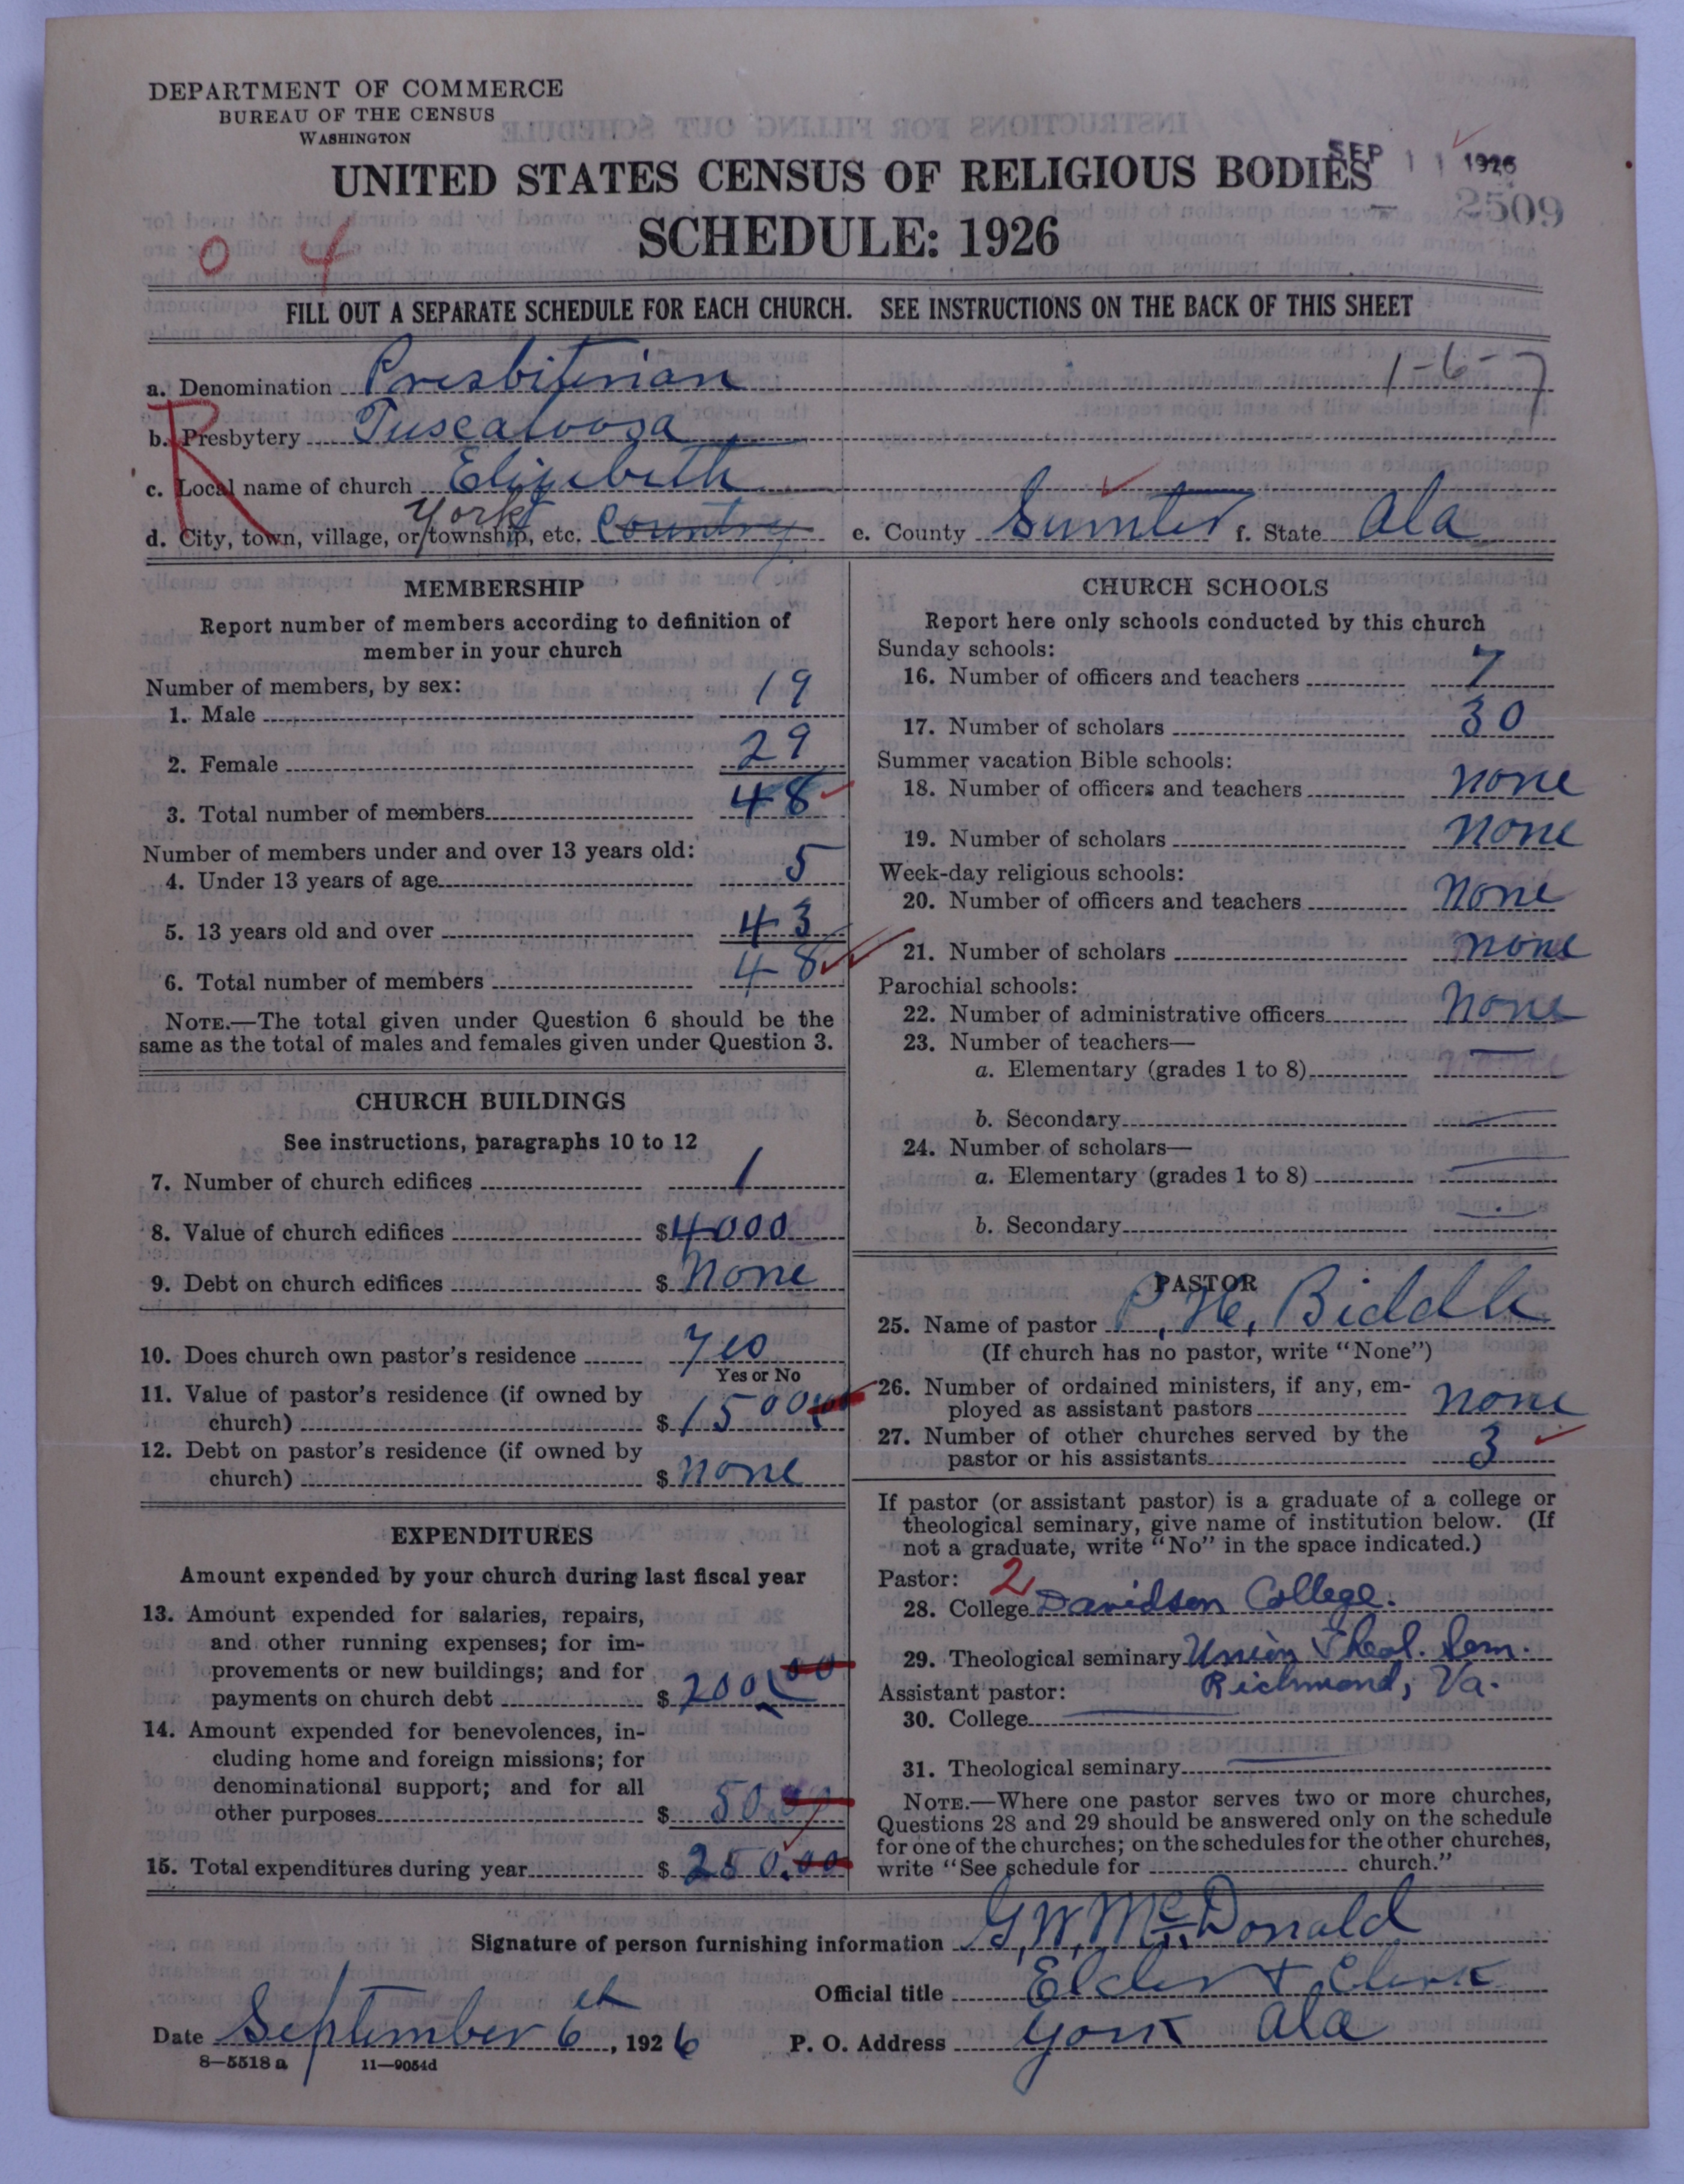 DEPARTMENT OF COMMERCE
BUREAU OF THE CENSUS
WASHINGTON
UNITED STATES CENSUS OF RELIGIOUS BODIES
SEP 11 1926
2509
SCHEDULE: 1926
0 4
FILL OUT A SEPARATE SCHEDULE FOR EACH CHURCH. SEE INSTRUCTIONS ON THE BACK OF THIS SHEET
a. Denomination Presbiterian 1-6-7
R
b. Presbytery Tuscaloosa
c. Local name of church Elizebeth
York
d. City, town, village, or township, etc. Country e. County Sumter f. State Ala
MEMBERSHIP
Report number of members according to definition of
member in your church
Number of members, by sex:
1. Male 19
2. Female 29
3. Total number of members 48
Number of members under and over 13 years old:
4. Under 13 years of age 5
5. 13 years old and over 43
6. Total number of members 48
NOTE.—The total given under Question 6 should be the
same as the total of males and females given under Question 3.
CHURCH BUILDINGS
See instructions, paragraphs 10 to 12
7. Number of church edifices 1
8. Value of church edifices $4000
9. Debt on church edifices $ None
10. Does church own pastor's residence Yes
Yes or No
11. Value of pastor's residence (if owned by
church) $ 1500
12. Debt on pastor's residence (if owned by
church) $ none
EXPENDITURES
Amount expended by your church during last fiscal year
13. Amount expended for salaries, repairs,
and other running expenses; for im-
provements or new buildings; and for
payments on church debt $ 200.00
14. Amount expended for benevolences, in-
cluding home and foreign missions; for
denominational support; and for all
other purposes $ 50.00
15. Total expenditures during year $ 250.00
CHURCH SCHOOLS
Report here only schools conducted by this church
Sunday schools:
16. Number of officers and teachers 7
17. Number of scholars 30
Summer vacation Bible schools:
18. Number of officers and teachers none
19. Number of scholars none
Week-day religious schools:
20. Number of officers and teachers none
21. Number of scholars none
Parochial schools:
22. Number of administrative officers none
23. Number of teachers—
a. Elementary (grades 1 to 8) none
b. Secondary
24. Number of scholars—
a. Elementary (grades 1 to 8)
b. Secondary
PASTOR
25. Name of pastor P. H. Biddle
(If church has no pastor, write "None")
26. Number of ordained ministers, if any, em-
ployed as assistant pastors none
27. Number of other churches served by the
pastor or his assistants 3
If pastor (or assistant pastor) is a graduate of a college or
theological seminary, give name of institution below. (If
not a graduate, write "No" in the space indicated.)
Pastor: 2
28. College Davidson College.
29. Theological seminary Union Theol. Sem.
Assistant pastor: Richmond, Va.
30. College
31. Theological seminary
NOTE.—Where one pastor serves two or more churches,
Questions 28 and 29 should be answered only on the schedule
for one of the churches; on the schedules for the other churches,
write "See schedule for church."
Signature of person furnishing information G. W. McDonald
Official title Elder & Clerk
Date September 6th, 1926 P. O. Address York Ala
8—5518 a 11—9054d